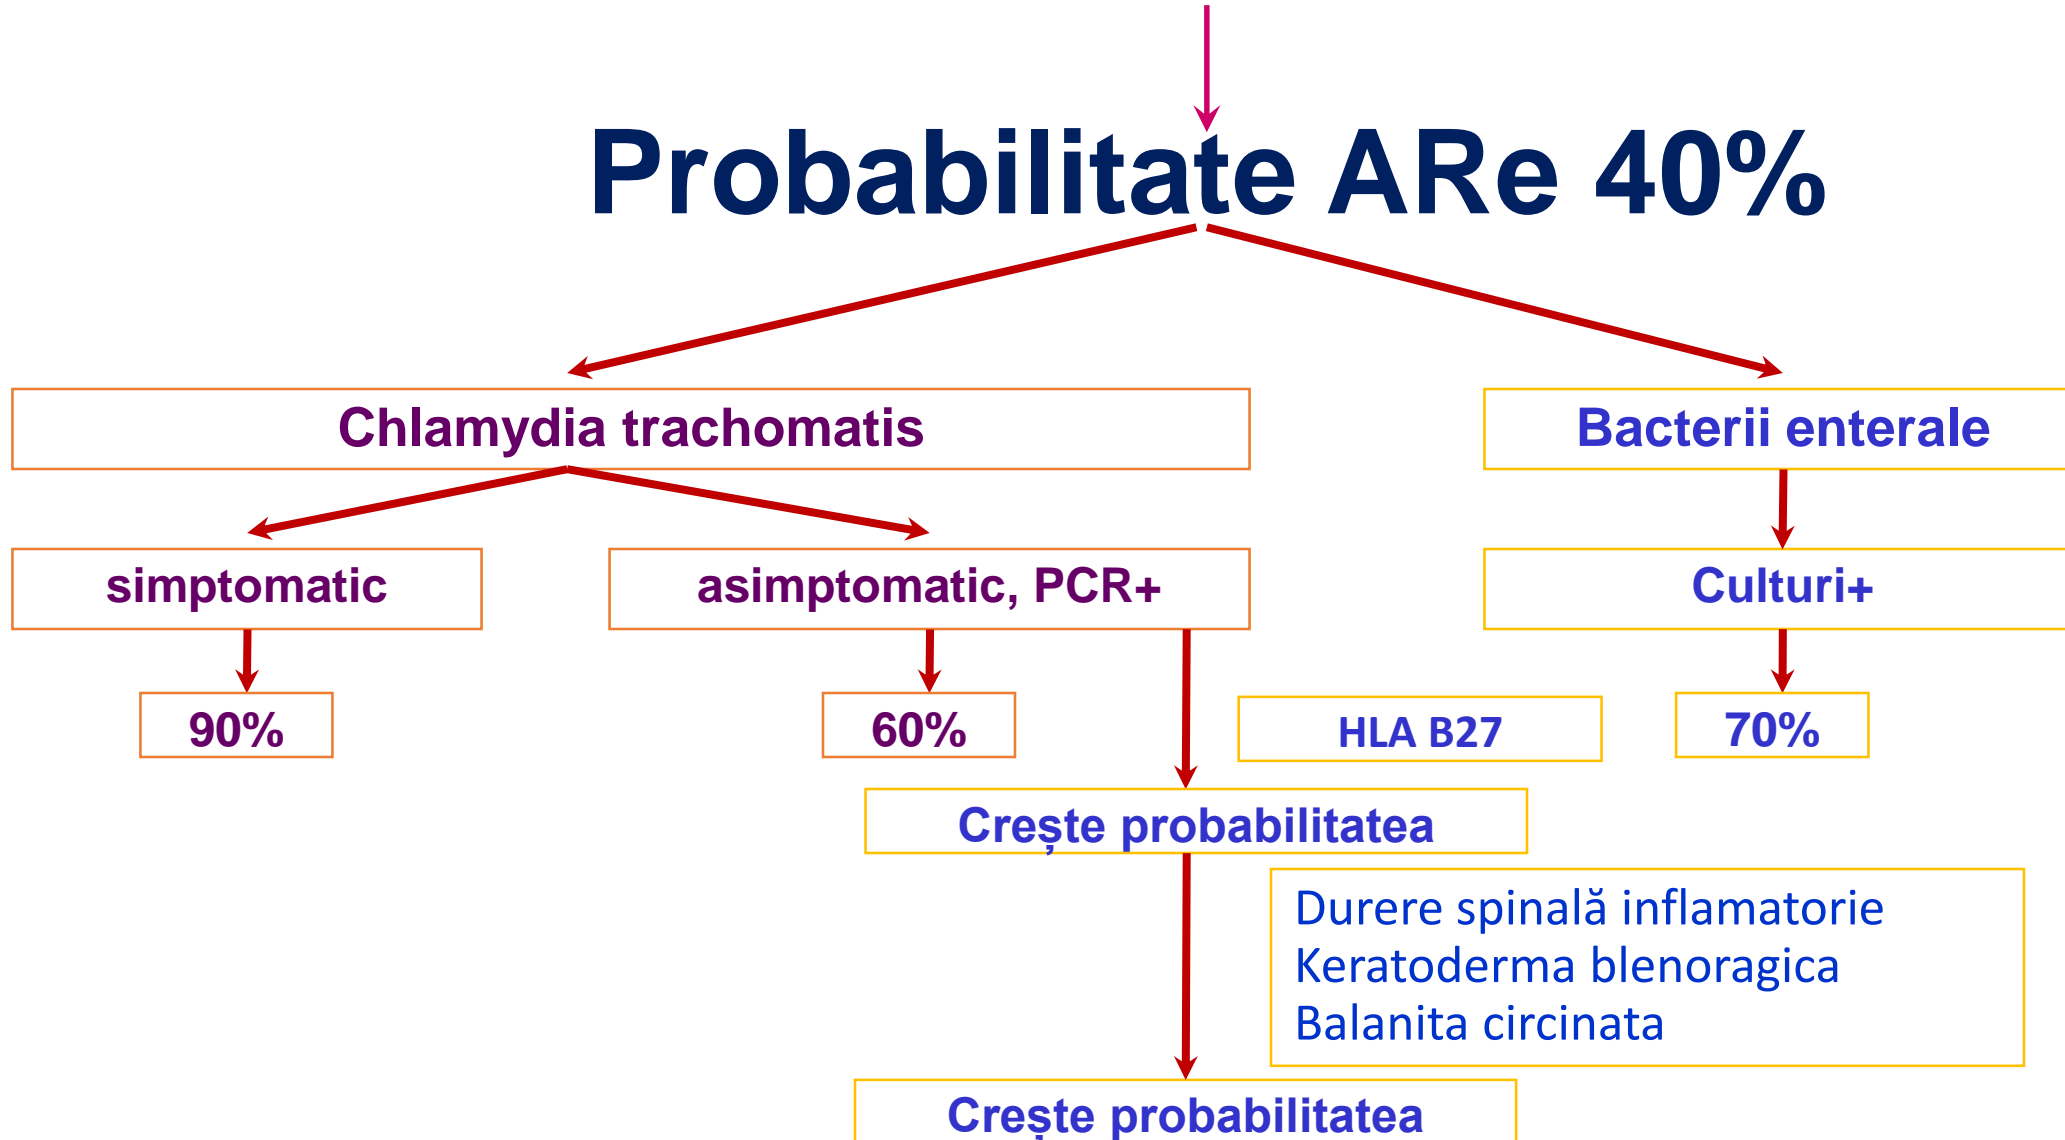 Probabilitate ARe 40%
Chlamydia trachomatis
Bacterii enterale
simptomatic
asimptomatic, PCR+
Culturi+
90%
60%
HLA B27
70%
Crește probabilitatea
Durere spinală inflamatorie
Keratoderma blenoragica
Balanita circinata
Crește probabilitatea